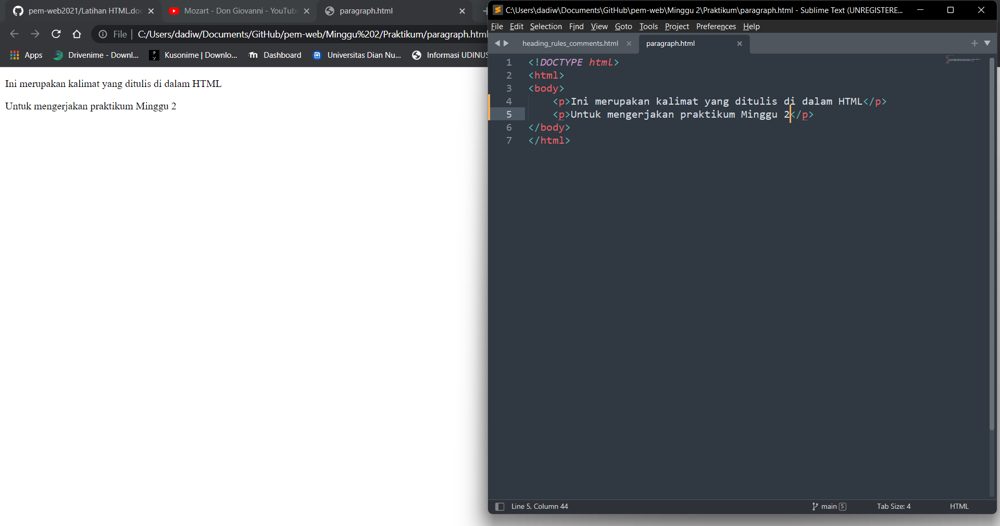 pem-web2021/Latihan HTML.doc
Mozart - Don Giovanni - YouTube
paragraph.html
File
C:/Users/dadiw/Documents/GitHub/pem-web/Minggu%202/Praktikum/paragraph.html
Apps
Drivenime - Downl...
Kusonime | Downlo...
Dashboard
Universitas Dian Nu...
Informasi UDINUS
Ini merupakan kalimat yang ditulis di dalam HTML
Untuk mengerjakan praktikum Minggu 2
C:\Users\dadiw\Documents\GitHub\pem-web\Minggu 2\Praktikum\paragraph.html - Sublime Text (UNREGISTERE...
File Edit Selection Find View Goto Tools Project Preferences Help
heading_rules_comments.html
paragraph.html
1 <!DOCTYPE html>
2 <html>
3 <body>
4 <p>Ini merupakan kalimat yang ditulis di dalam HTML</p>
5 <p>Untuk mengerjakan praktikum Minggu 2</p>
6 </body>
7 </html>
Line 5, Column 44
main 5
Tab Size: 4
HTML